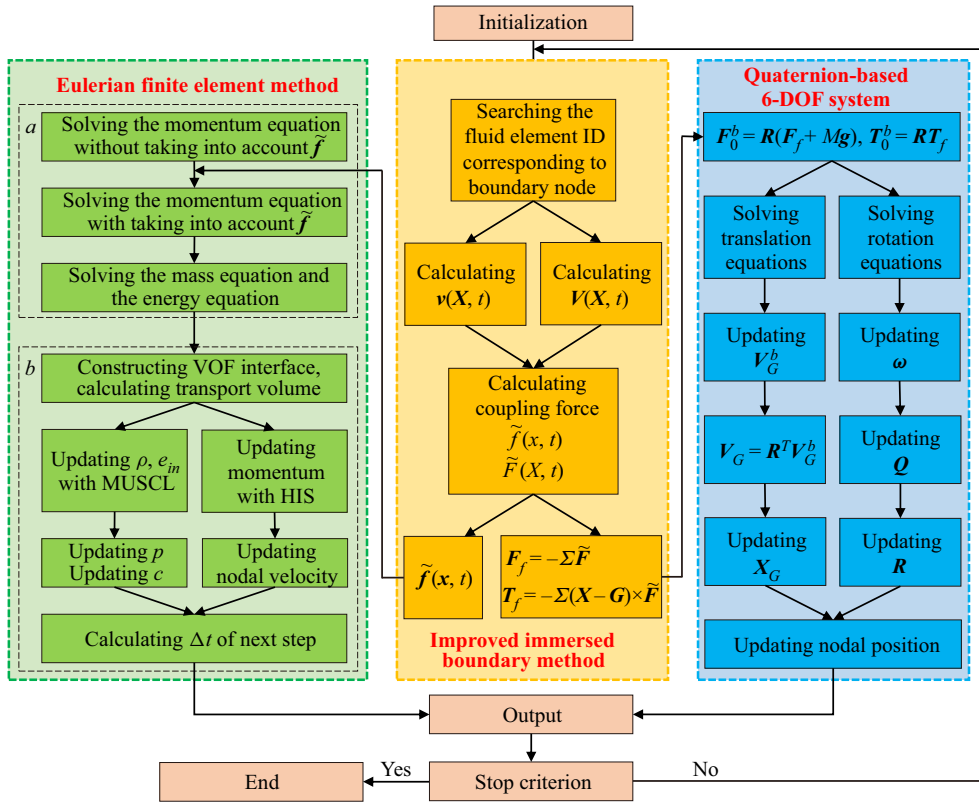 Initialization
Eulerian finite element method
a
Solving the momentum equation
without taking into account f̃
Solving the momentum equation
with taking into account f̃
Solving the mass equation and
the energy equation
b
Constructing VOF interface,
calculating transport volume
Updating ρ, e_in
with MUSCL
Updating
momentum
with HIS
Updating p
Updating c
Updating
nodal velocity
Calculating Δt of next step
Searching the
fluid element ID
corresponding to
boundary node
Calculating
v(X, t)
Calculating
V(X, t)
Calculating
coupling force
f̃(x, t)
F̃(X, t)
f̃(x, t)
F_f = −ΣF̃
T_f = −Σ(X−G)×F̃
Improved immersed
boundary method
Quaternion-based
6-DOF system
F_0^b = R(F_f + Mg), T_0^b = RT_f
Solving
translation
equations
Solving
rotation
equations
Updating
V_G^b
Updating
ω
V_G = R^T V_G^b
Updating
Q
Updating
X_G
Updating
R
Updating nodal position
Output
Stop criterion
Yes
No
End